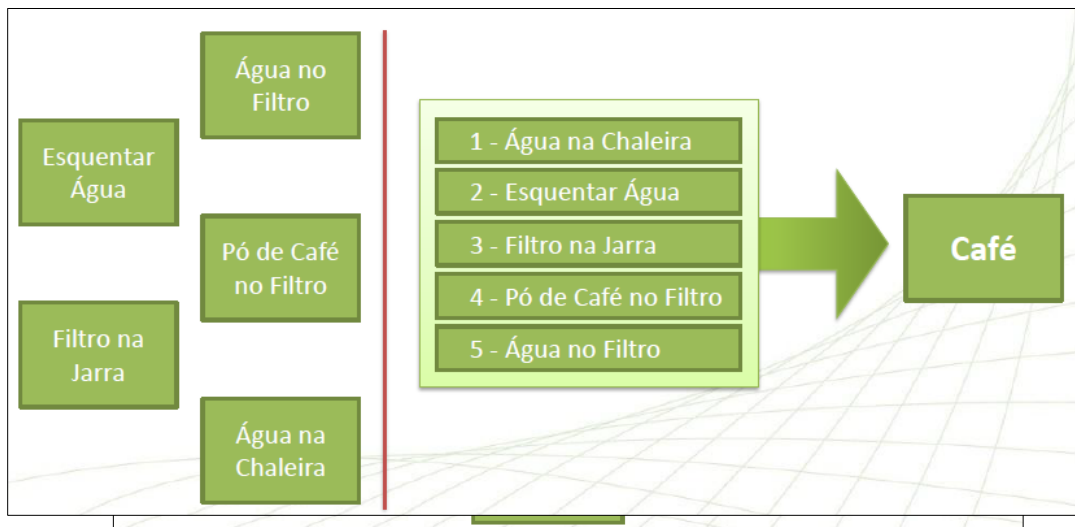 Água no
Filtro
Esquentar
Água
Pó de Café
no Filtro
Filtro na
Jarra
Água na
Chaleira
1 - Água na Chaleira
2 - Esquentar Água
3 - Filtro na Jarra
4 - Pó de Café no Filtro
5 - Água no Filtro
Café